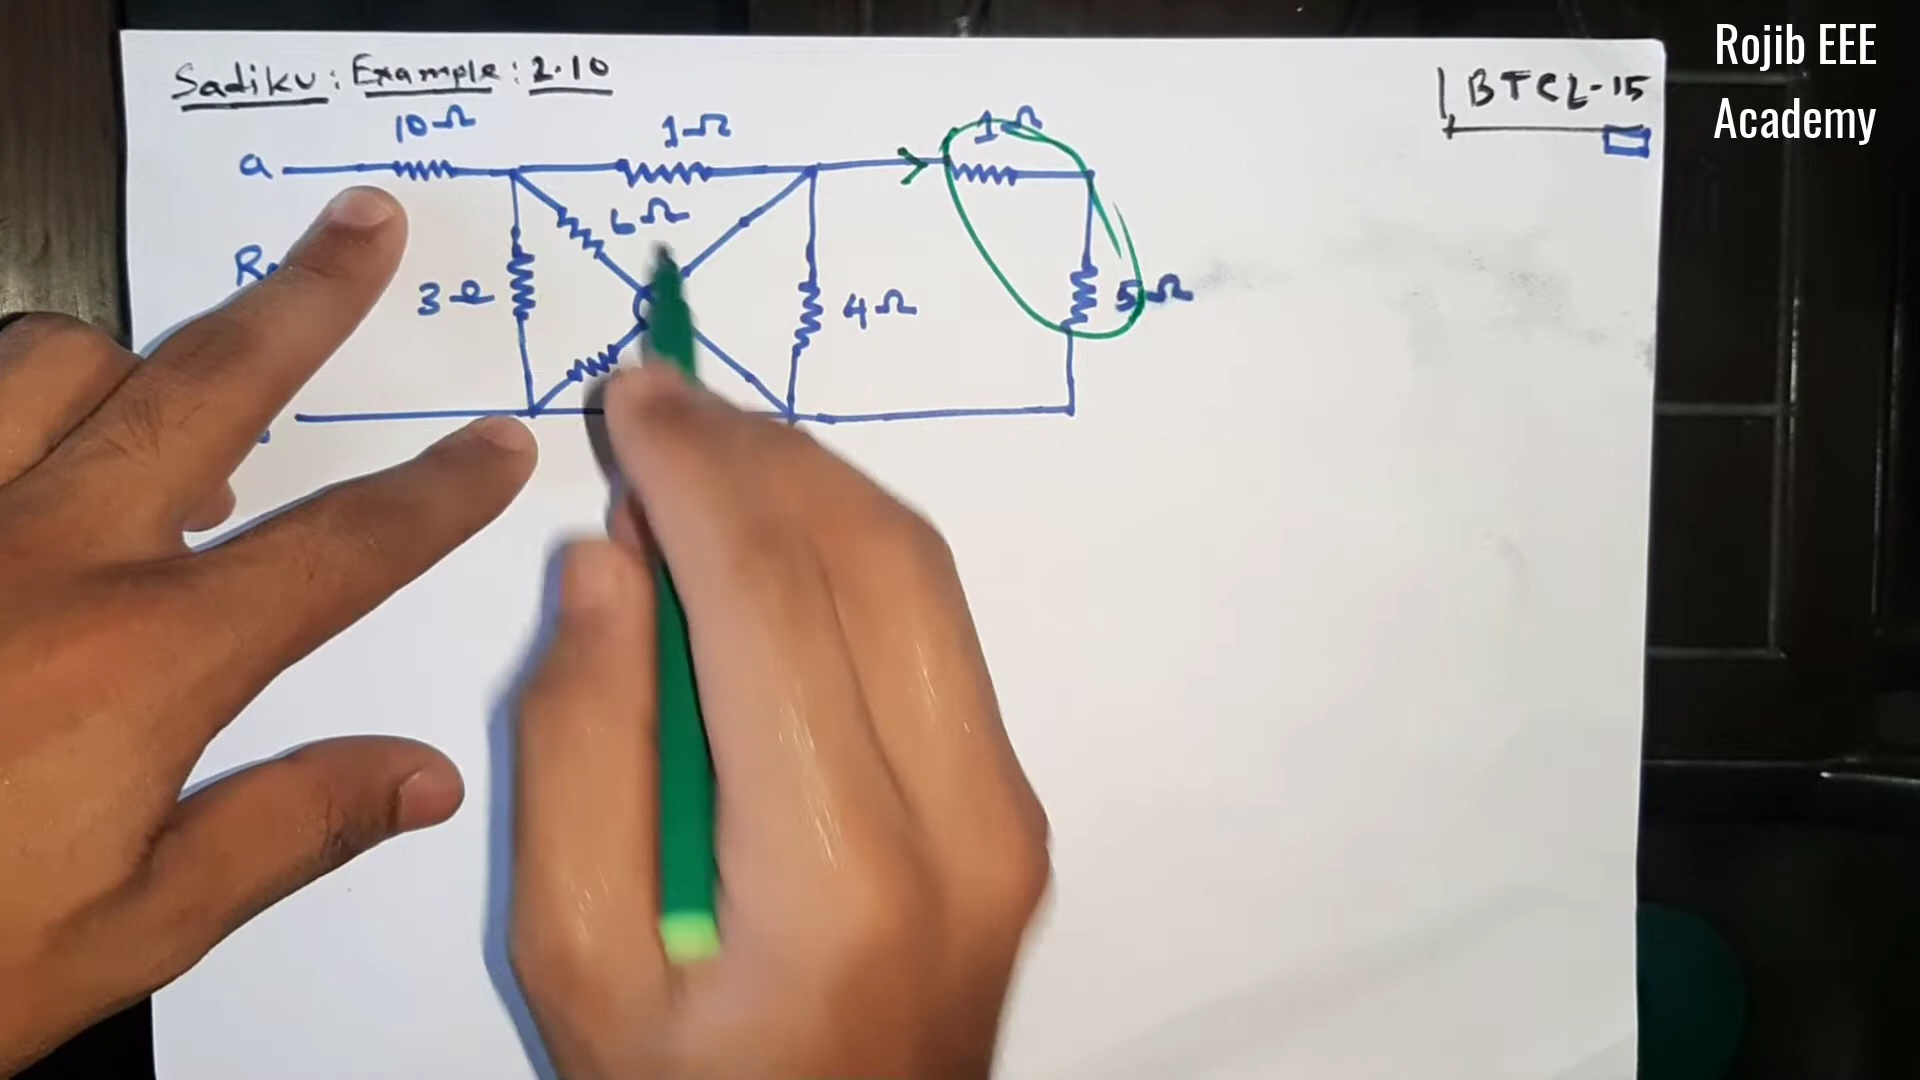 Rojib EEE
Academy
Sadiku: Example: 2.10
BTCL-15
10Ω
1Ω
1Ω
a
6Ω
3Ω
4Ω
5Ω